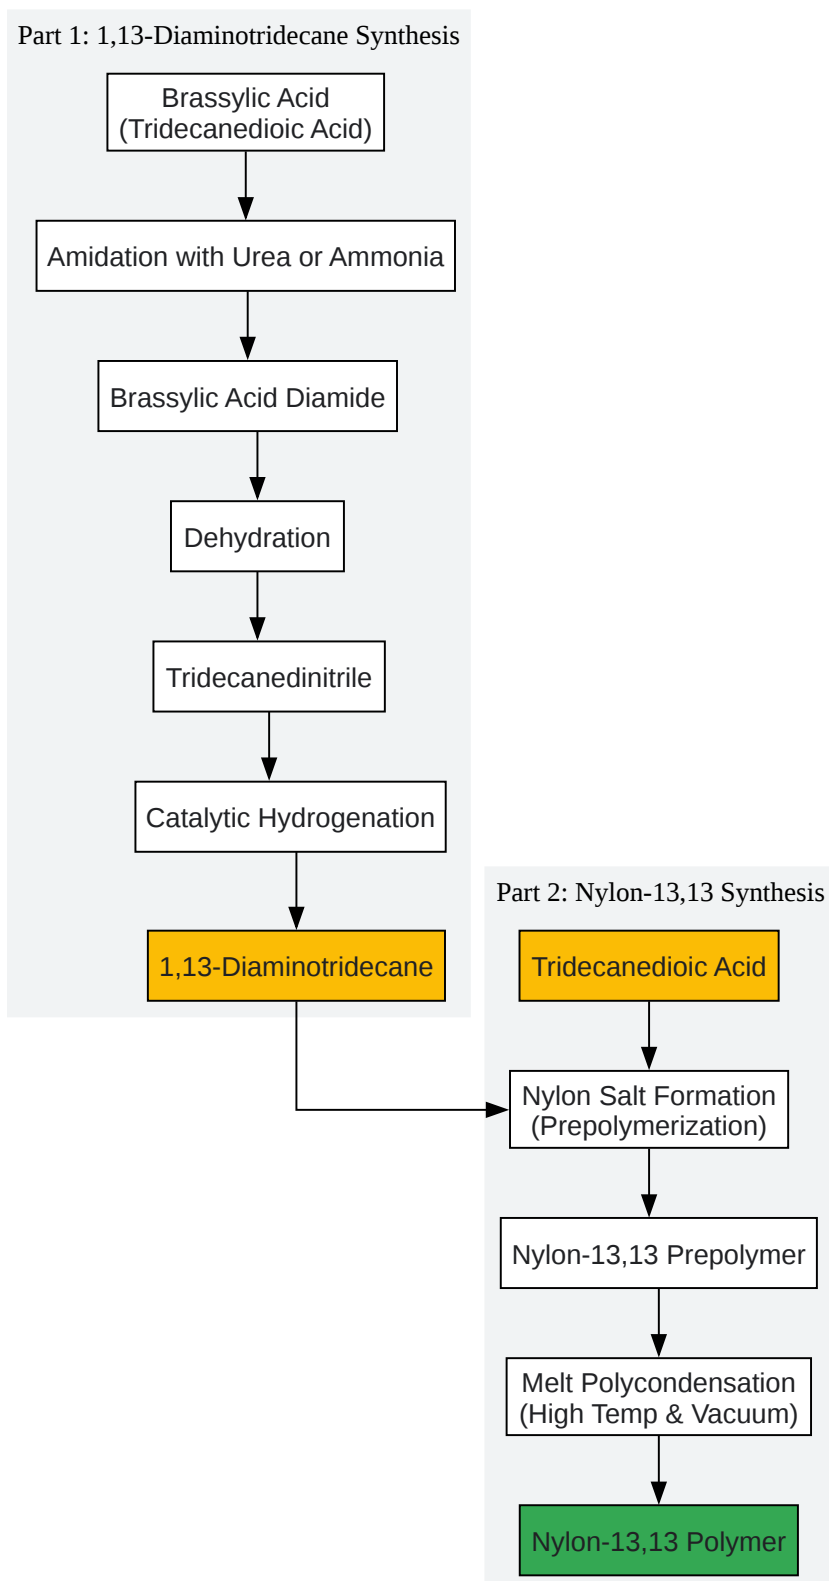 Part 1: 1,13-Diaminotridecane Synthesis
Brassylic Acid
(Tridecanedioic Acid)
Amidation with Urea or Ammonia
Brassylic Acid Diamide
Dehydration
Tridecanedinitrile
Catalytic Hydrogenation
1,13-Diaminotridecane
Part 2: Nylon-13,13 Synthesis
Tridecanedioic Acid
Nylon Salt Formation
(Prepolymerization)
Nylon-13,13 Prepolymer
Melt Polycondensation
(High Temp & Vacuum)
Nylon-13,13 Polymer